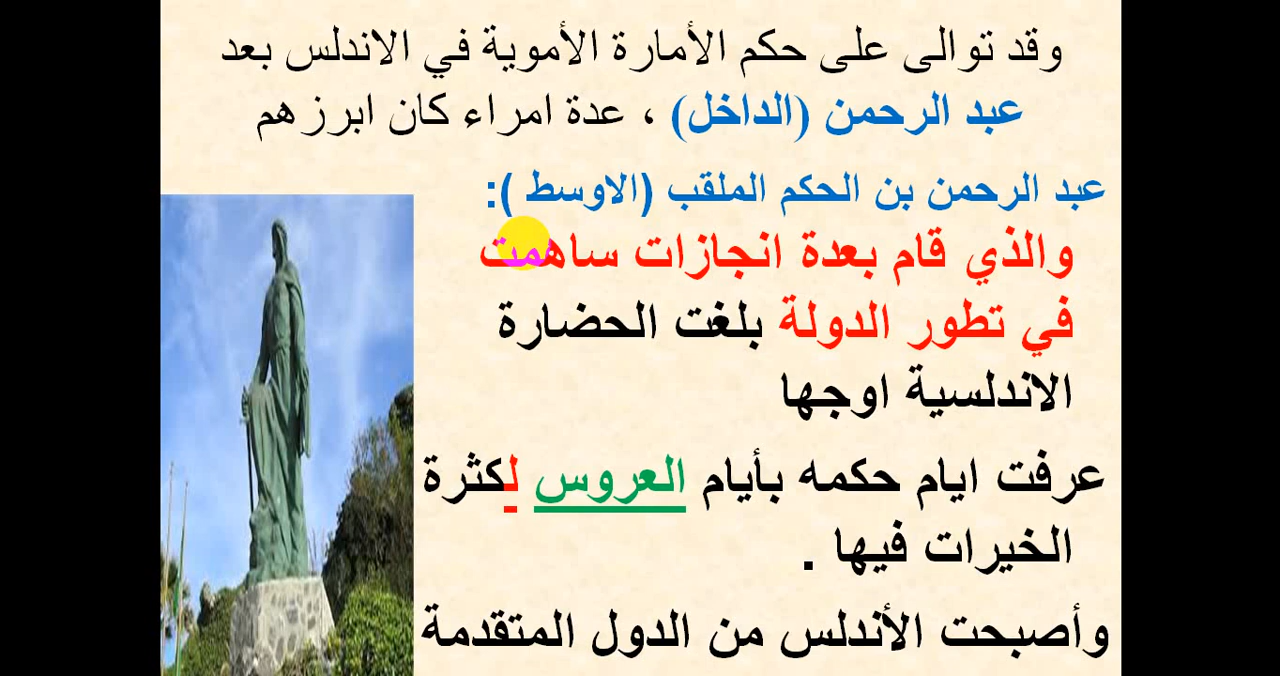 وقد توالى على حكم الأمارة الأموية في الاندلس بعد
عبد الرحمن (الداخل) ، عدة امراء كان ابرزهم
عبد الرحمن بن الحكم الملقب (الاوسط ):
والذي قام بعدة انجازات ساهمت
في تطور الدولة بلغت الحضارة
الاندلسية اوجها
عرفت ايام حكمه بأيام العروس لكثرة
الخيرات فيها .
وأصبحت الأندلس من الدول المتقدمة